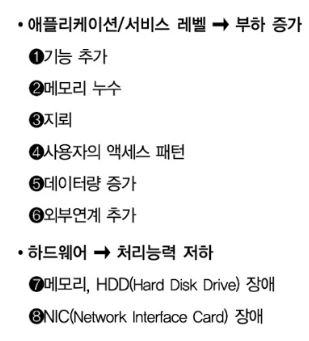 • 애플리케이션/서비스 레벨 → 부하 증가
❶기능 추가
❷메모리 누수
❸지뢰
❹사용자의 액세스 패턴
❺데이터량 증가
❻외부연계 추가
• 하드웨어 → 처리능력 저하
❼메모리, HDD(Hard Disk Drive) 장애
❽NIC(Network Interface Card) 장애